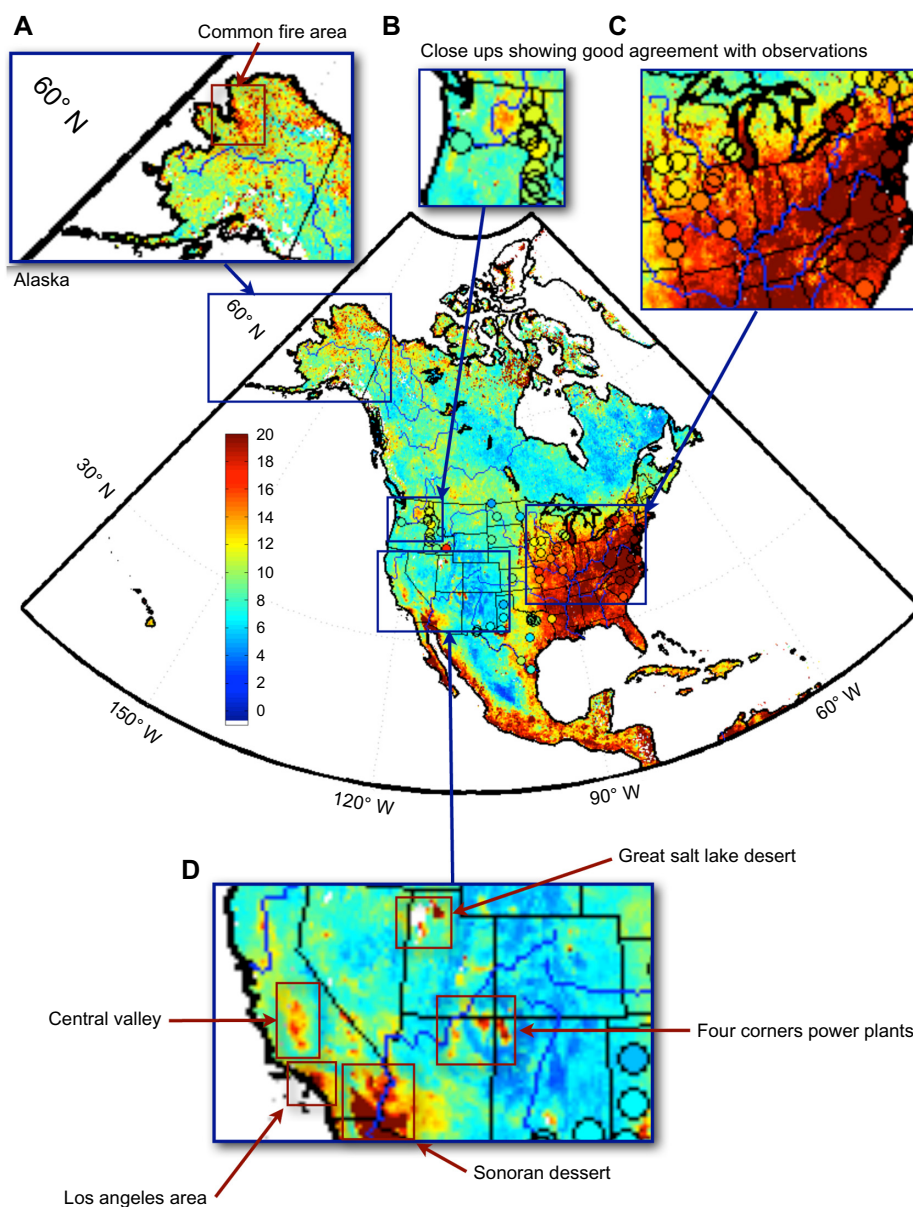 A
B
C
Common fire area
Close ups showing good agreement with observations
60° N
Alaska
60° N
30° N
20
18
16
14
12
10
8
6
4
2
0
150° W
120° W
90° W
60° W
D
Great salt lake desert
Central valley
Four corners power plants
Sonoran dessert
Los angeles area